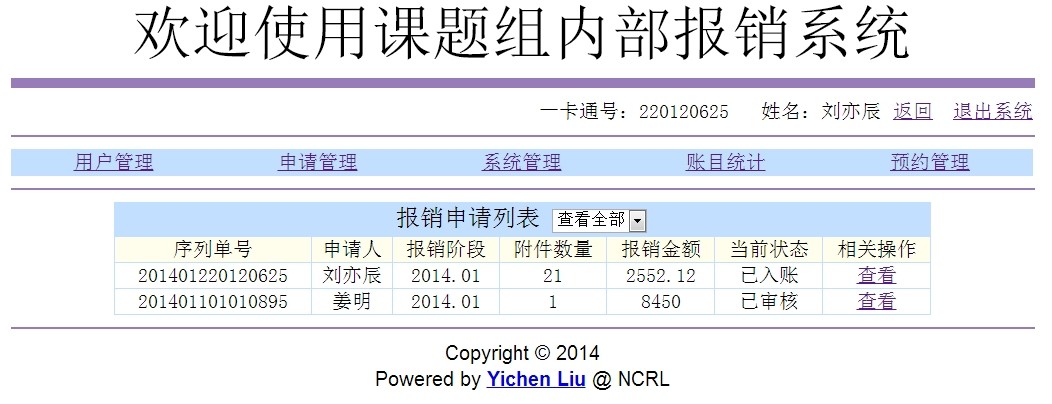 欢迎使用课题组内部报销系统
一卡通号：220120625 姓名：刘亦辰 返回 退出系统
用户管理 申请管理 系统管理 账目统计 预约管理
报销申请列表 查看全部
序列单号 申请人 报销阶段 附件数量 报销金额 当前状态 相关操作
201401220120625 刘亦辰 2014.01 21 2552.12 已入账 查看
201401101010895 姜明 2014.01 1 8450 已审核 查看
Copyright © 2014
Powered by Yichen Liu @ NCRL